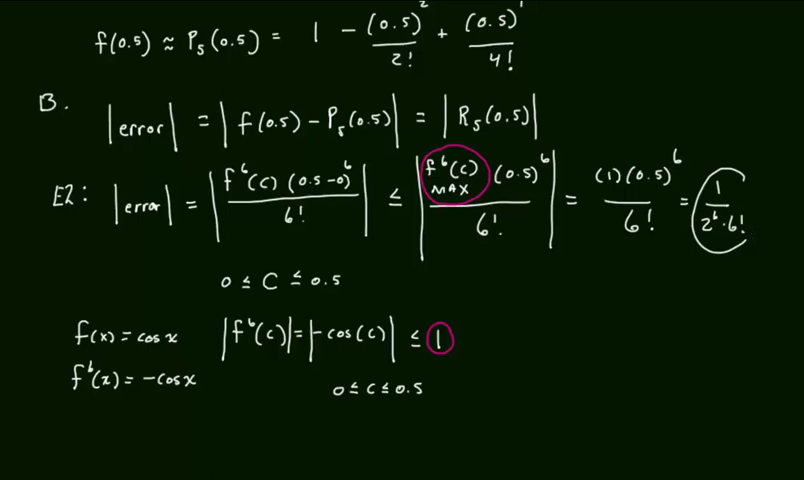 f(0.5) ≈ P₅(0.5) = 1 − (0.5)²/2! + (0.5)/4!
B. |error| = |f(0.5) − P₅(0.5)| = |R₅(0.5)|
EZ: |error| = |f⁶(c) (0.5−0)⁶/6!| ≤ |f⁶(c) MAX (0.5)⁶/6!| = (1)(0.5)⁶/6! = 1/2⁶·6!
0 ≤ C ≤ 0.5
f(x) = cos x |f⁶(c)| = |−cos(c)| ≤ 1
f⁶(x) = −cos x
0 ≤ c ≤ 0.5